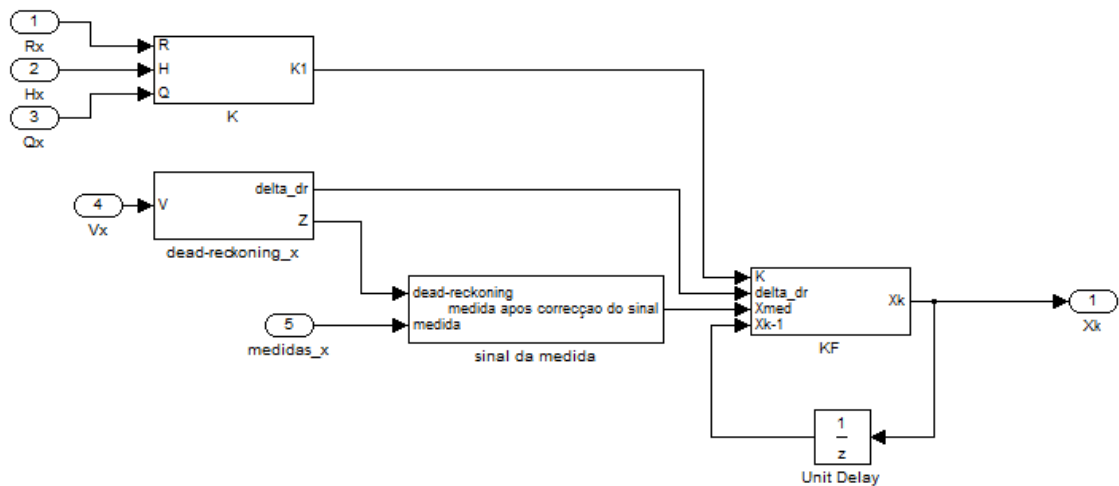 1
Rx
2
Hx
3
Qx
R
H
Q
K1
K
4
Vx
V
delta_dr
Z
dead-reckoning_x
5
medidas_x
dead-reckoning
medida apos correcçao do sinal
medida
sinal da medida
K
delta_dr
Xmed
Xk-1
Xk
KF
1
Xk
1
z
Unit Delay